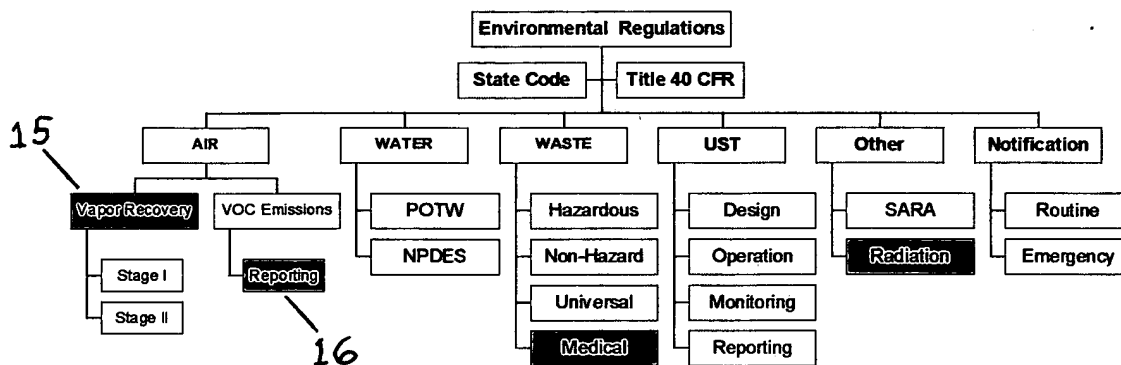 Environmental Regulations
State Code Title 40 CFR
15
AIR WATER WASTE UST Other Notification
Vapor Recovery VOC Emissions POTW Hazardous Design SARA Routine
Stage I Reporting NPDES Non-Hazard Operation Radiation Emergency
Stage II Universal Monitoring
16 Medical Reporting